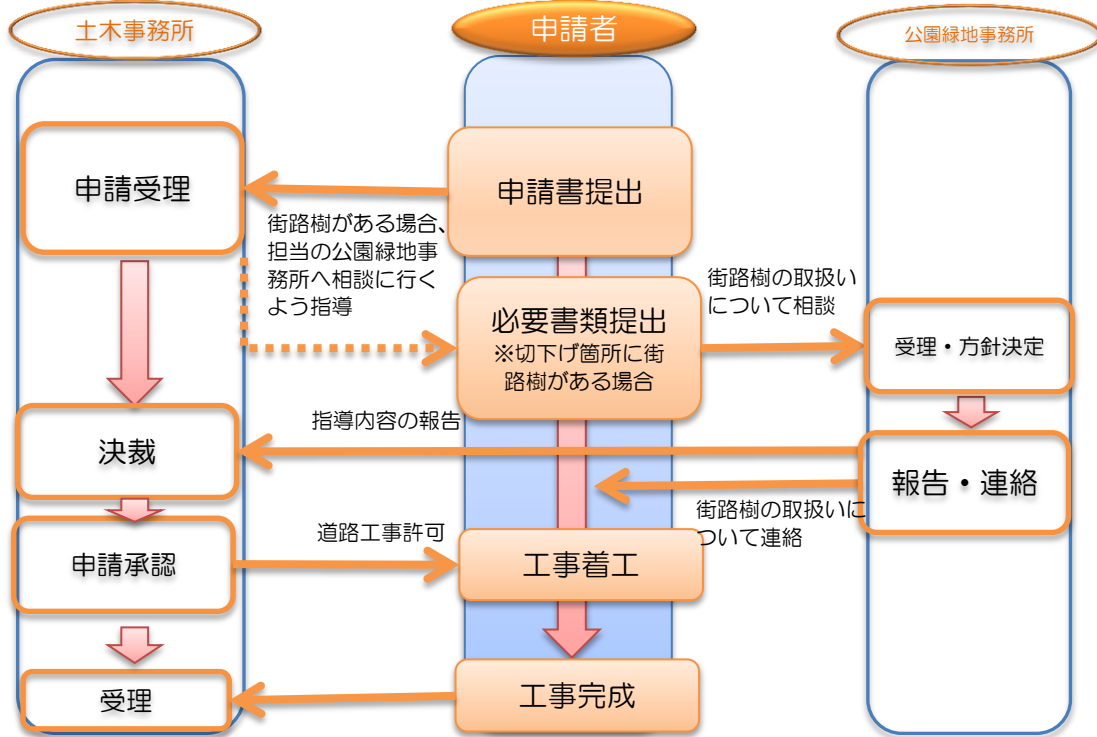 土木事務所
申請者
公園緑地事務所
申請受理
申請書提出
街路樹がある場合、
担当の公園緑地事
務所へ相談に行く
よう指導
必要書類提出
※切下げ箇所に街
路樹がある場合
街路樹の取扱い
について相談
受理・方針決定
指導内容の報告
決裁
報告・連絡
街路樹の取扱いに
ついて連絡
道路工事許可
申請承認
工事着工
受理
工事完成